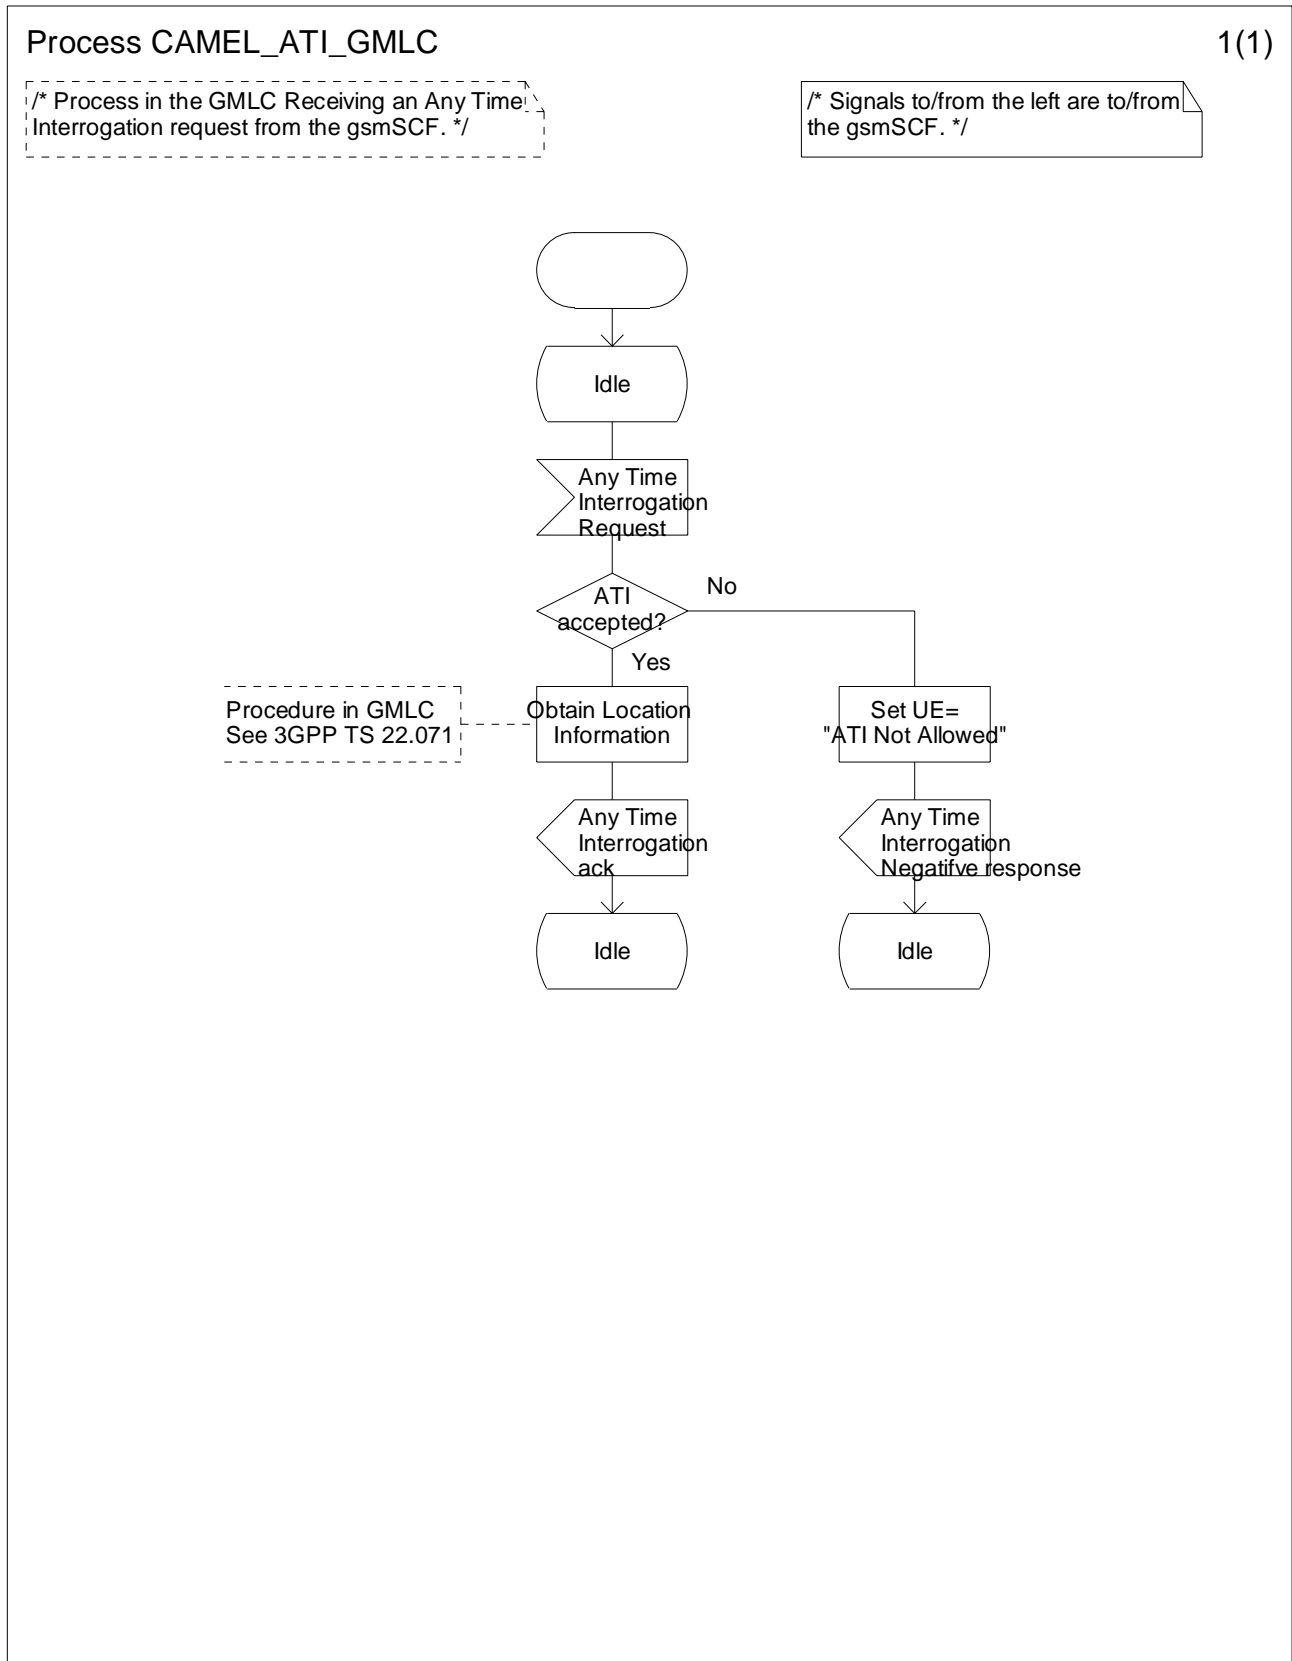 Process CAMEL_ATI_GMLC
1(1)
/* Process in the GMLC Receiving an Any Time
Interrogation request from the gsmSCF. */
/* Signals to/from the left are to/from
the gsmSCF. */
Idle
Any Time
Interrogation
Request
ATI
accepted?
No
Yes
Procedure in GMLC
See 3GPP TS 22.071
Obtain Location
Information
Set UE=
"ATI Not Allowed"
Any Time
Interrogation
ack
Any Time
Interrogation
Negatifve response
Idle
Idle